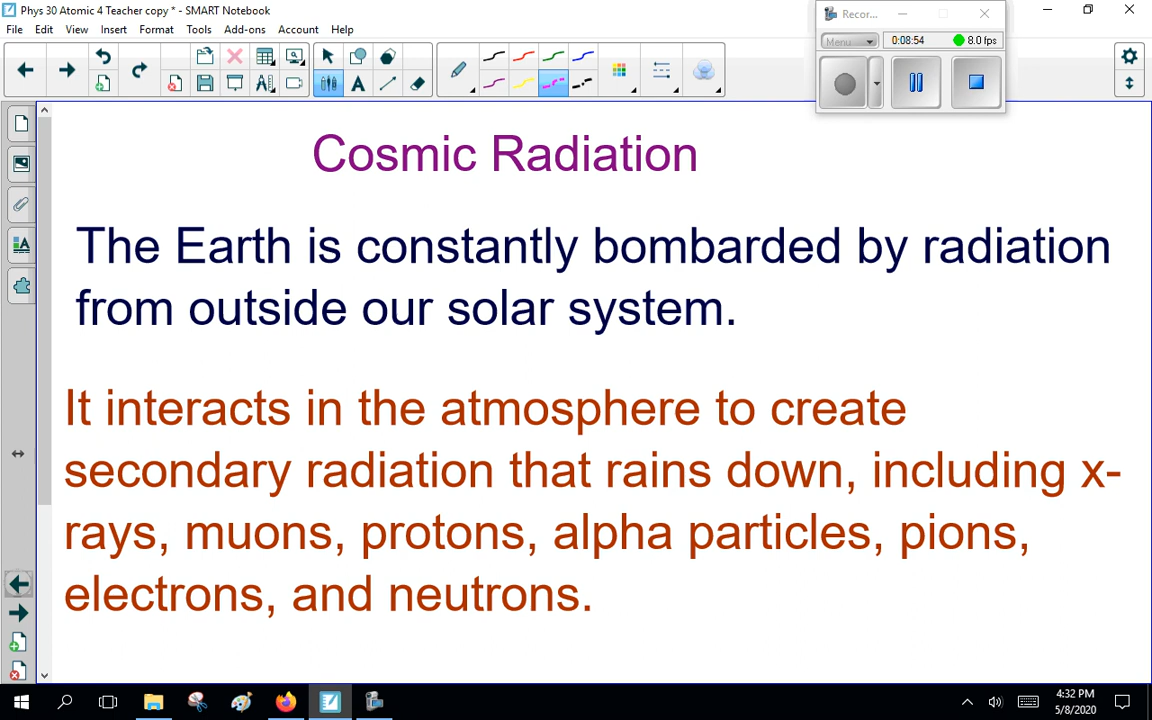 Phys 30 Atomic 4 Teacher copy * - SMART Notebook
Recor...
File Edit View Insert Format Tools Add-ons Account Help
Menu
0:08:54
8.0 fps
Cosmic Radiation
The Earth is constantly bombarded by radiation
from outside our solar system.
It interacts in the atmosphere to create
secondary radiation that rains down, including x-
rays, muons, protons, alpha particles, pions,
electrons, and neutrons.
4:32 PM
5/8/2020